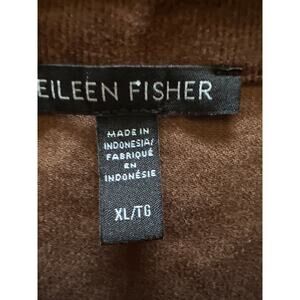 EILEEN FISHER
MADE IN
INDONESIA/
FABRIQUÉ
EN
INDONÉSIE
XL/TG